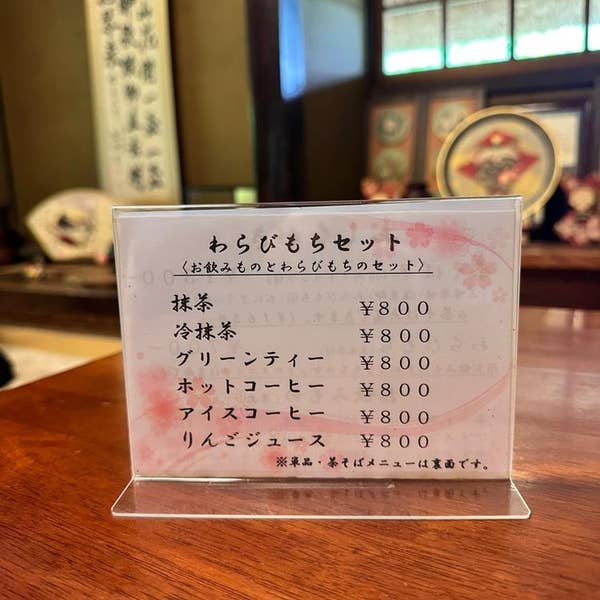 わらびもちセット
〈お飲みものとわらびもちのセット〉
抹茶 ￥８００
冷抹茶 ￥８００
グリーンティー ￥８００
ホットコーヒー ￥８００
アイスコーヒー ￥８００
りんごジュース ￥８００
※単品・茶そばメニューは裏面です。